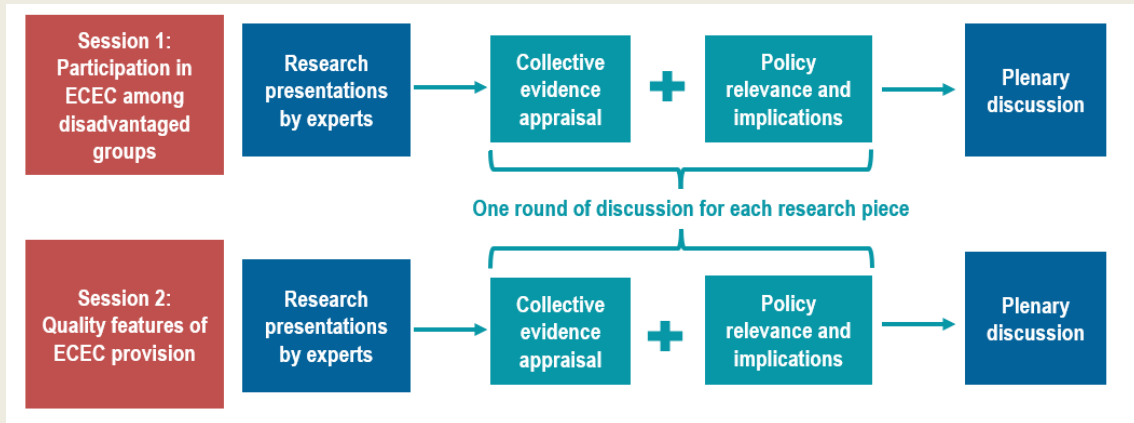 Session 1:
Participation in
ECEC among
disadvantaged
groups
Research
presentations
by experts
Collective
evidence
appraisal
Policy
relevance and
implications
Plenary
discussion
One round of discussion for each research piece
Session 2:
Quality features of
ECEC provision
Research
presentations
by experts
Collective
evidence
appraisal
Policy
relevance and
implications
Plenary
discussion